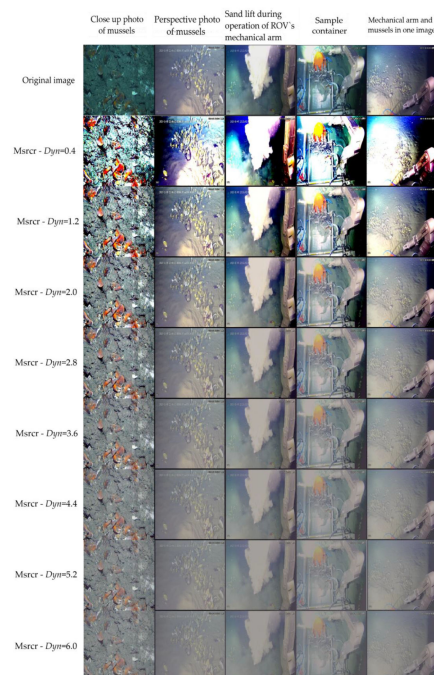 Close up photo
of mussels
Perspective photo
of mussels
Sand lift during
operation of ROV's
mechanical arm
Sample
container
Mechanical arm and
mussels in one image
Original image
Msrcr - Dyn=0.4
Msrcr - Dyn=1.2
Msrcr - Dyn=2.0
Msrcr - Dyn=2.8
Msrcr - Dyn=3.6
Msrcr - Dyn=4.4
Msrcr - Dyn=5.2
Msrcr - Dyn=6.0